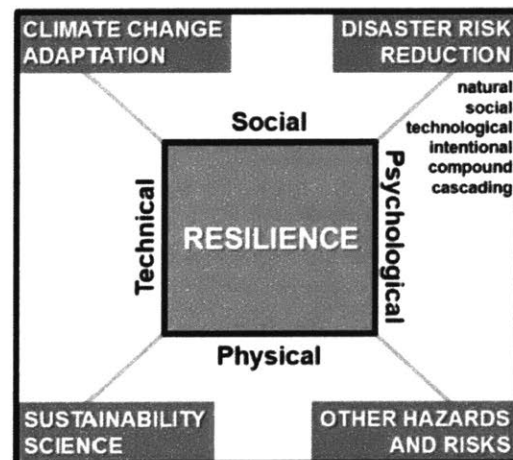 CLIMATE CHANGE
ADAPTATION
DISASTER RISK
REDUCTION
natural
social
technological
intentional
compound
cascading
Social
Technical
RESILIENCE
Psychological
Physical
SUSTAINABILITY
SCIENCE
OTHER HAZARDS
AND RISKS